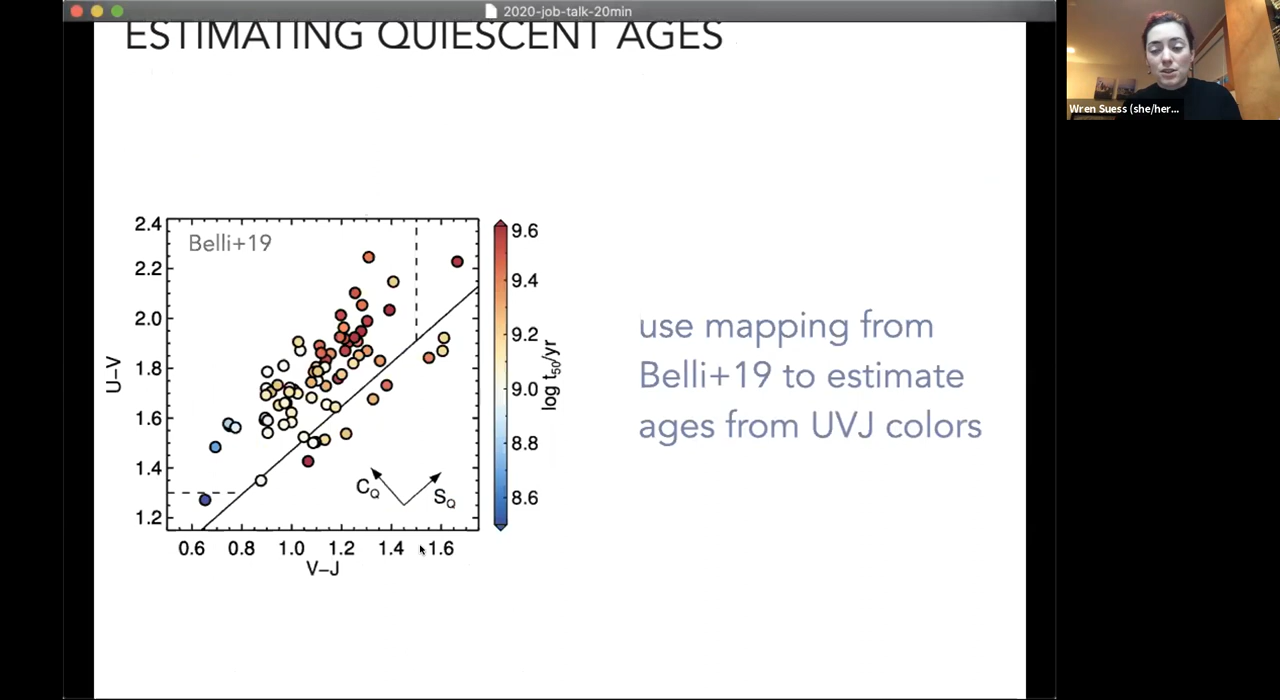 2020-job-talk-20min
Wren Suess (she/her...
ESTIMATING QUIESCENT AGES
Belli+19
2.4
2.2
2.0
1.8
1.6
1.4
1.2
U–V
0.6 0.8 1.0 1.2 1.4 1.6
V–J
C_Q
S_Q
9.6
9.4
9.2
9.0
8.8
8.6
log t_50/yr
use mapping from
Belli+19 to estimate
ages from UVJ colors